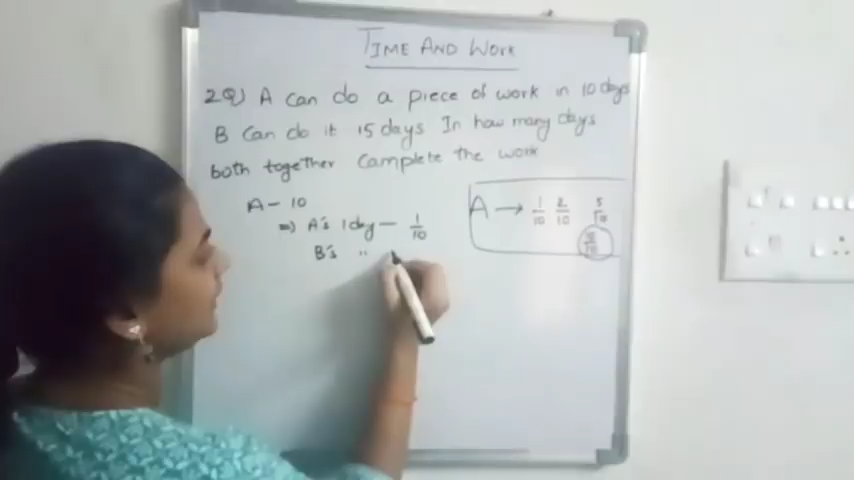 TIME AND WORK
2Q) A can do a piece of work in 10 days
B Can do it 15 days In how many days
both together Complete the work
A - 10
⇒) A's 1 day - 1/10
B's "
A → 1/10 2/10 5/10